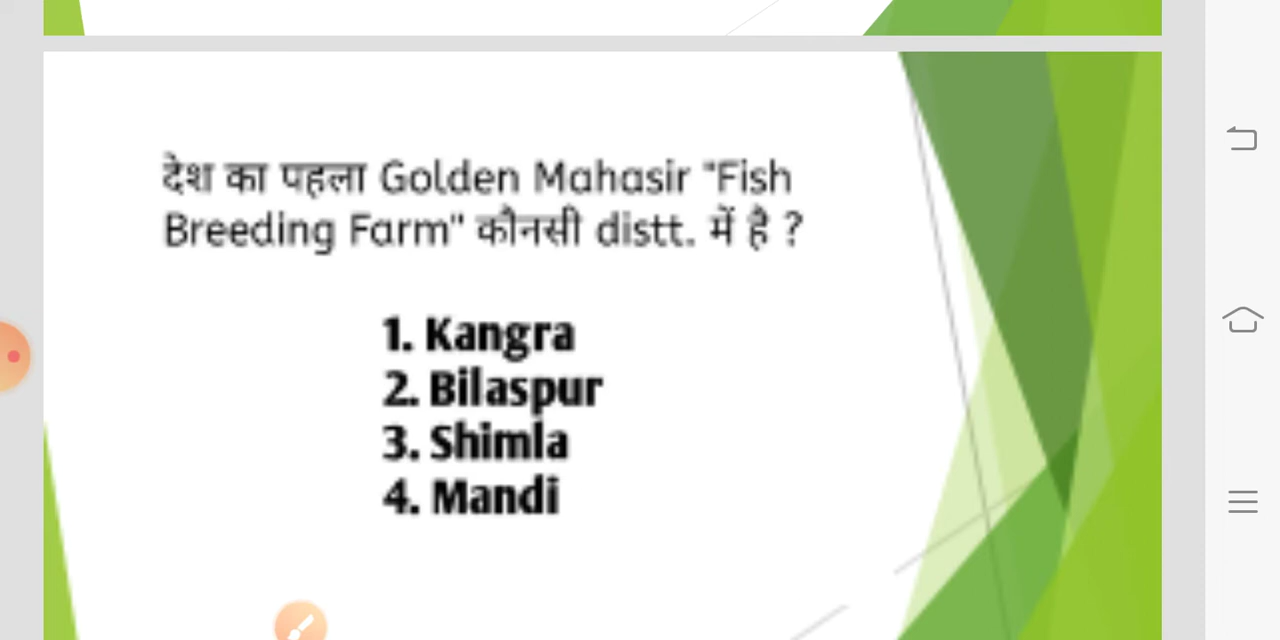 देश का पहला Golden Mahasir "Fish
Breeding Farm" कौनसी distt. में है ?
1. Kangra
2. Bilaspur
3. Shimla
4. Mandi